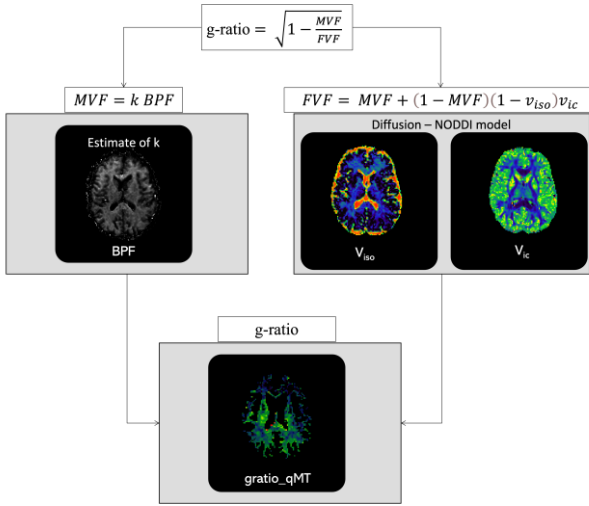 g-ratio = √(1 − MVF/FVF)
MVF = k BPF
FVF = MVF + (1 − MVF)(1 − v_iso)v_ic
Estimate of k
BPF
Diffusion – NODDI model
V_iso
V_ic
g-ratio
gratio_qMT